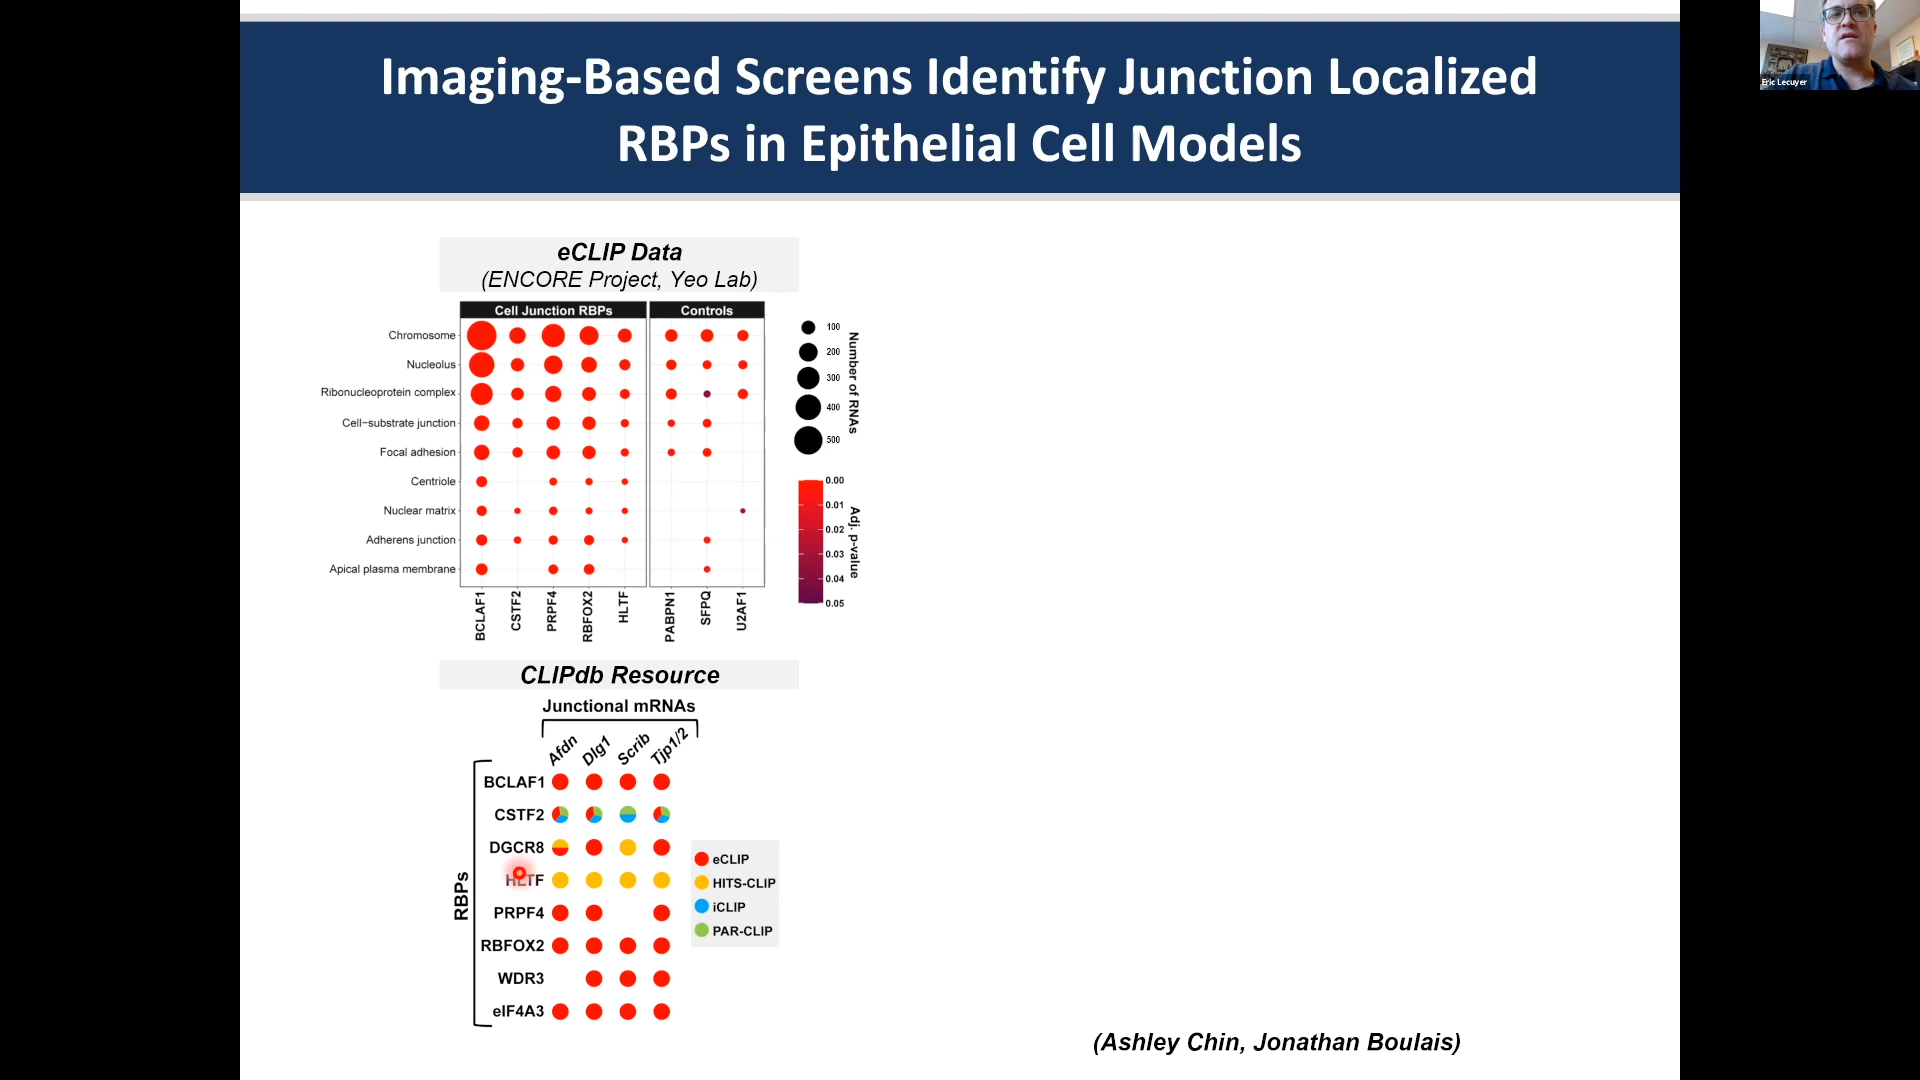 Imaging-Based Screens Identify Junction Localized
RBPs in Epithelial Cell Models
Eric Lecuyer
eCLIP Data
(ENCORE Project, Yeo Lab)
Cell Junction RBPs
Controls
Chromosome
Nucleolus
Ribonucleoprotein complex
Cell−substrate junction
Focal adhesion
Centriole
Nuclear matrix
Adherens junction
Apical plasma membrane
BCLAF1
CSTF2
PRPF4
RBFOX2
HLTF
PABPN1
SFPQ
U2AF1
100
200
300
400
500
Number of RNAs
0.00
0.01
0.02
0.03
0.04
0.05
Adj. p-value
CLIPdb Resource
Junctional mRNAs
Afdn
Dlg1
Scrib
Tjp1/2
RBPs
BCLAF1
CSTF2
DGCR8
HLTF
PRPF4
RBFOX2
WDR3
eIF4A3
eCLIP
HITS-CLIP
iCLIP
PAR-CLIP
(Ashley Chin, Jonathan Boulais)